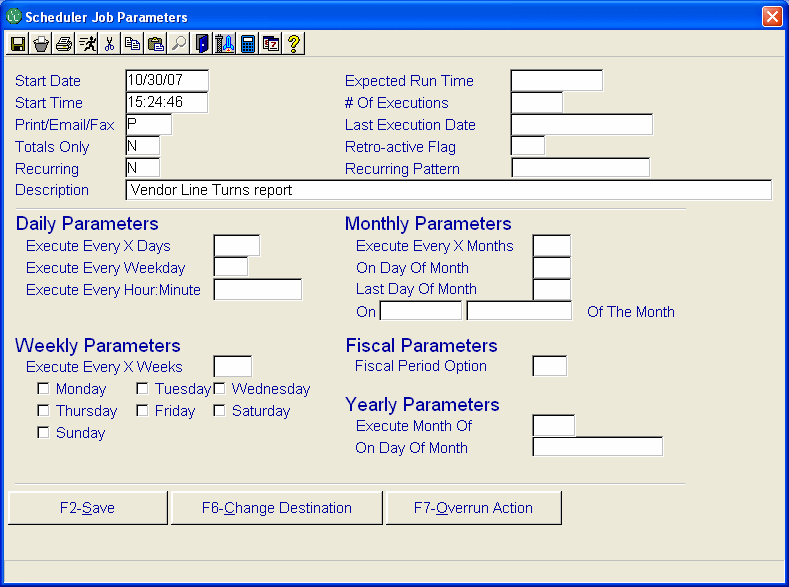 Scheduler Job Parameters
Start Date 10/30/07 Expected Run Time
Start Time 15:24:46 # Of Executions
Print/Email/Fax P Last Execution Date
Totals Only N Retro-active Flag
Recurring N Recurring Pattern
Description Vendor Line Turns report
Daily Parameters Monthly Parameters
Execute Every X Days Execute Every X Months
Execute Every Weekday On Day Of Month
Execute Every Hour:Minute Last Day Of Month
On Of The Month
Weekly Parameters Fiscal Parameters
Execute Every X Weeks Fiscal Period Option
Monday Tuesday Wednesday
Thursday Friday Saturday Yearly Parameters
Sunday Execute Month Of
On Day Of Month
F2-Save F6-Change Destination F7-Overrun Action